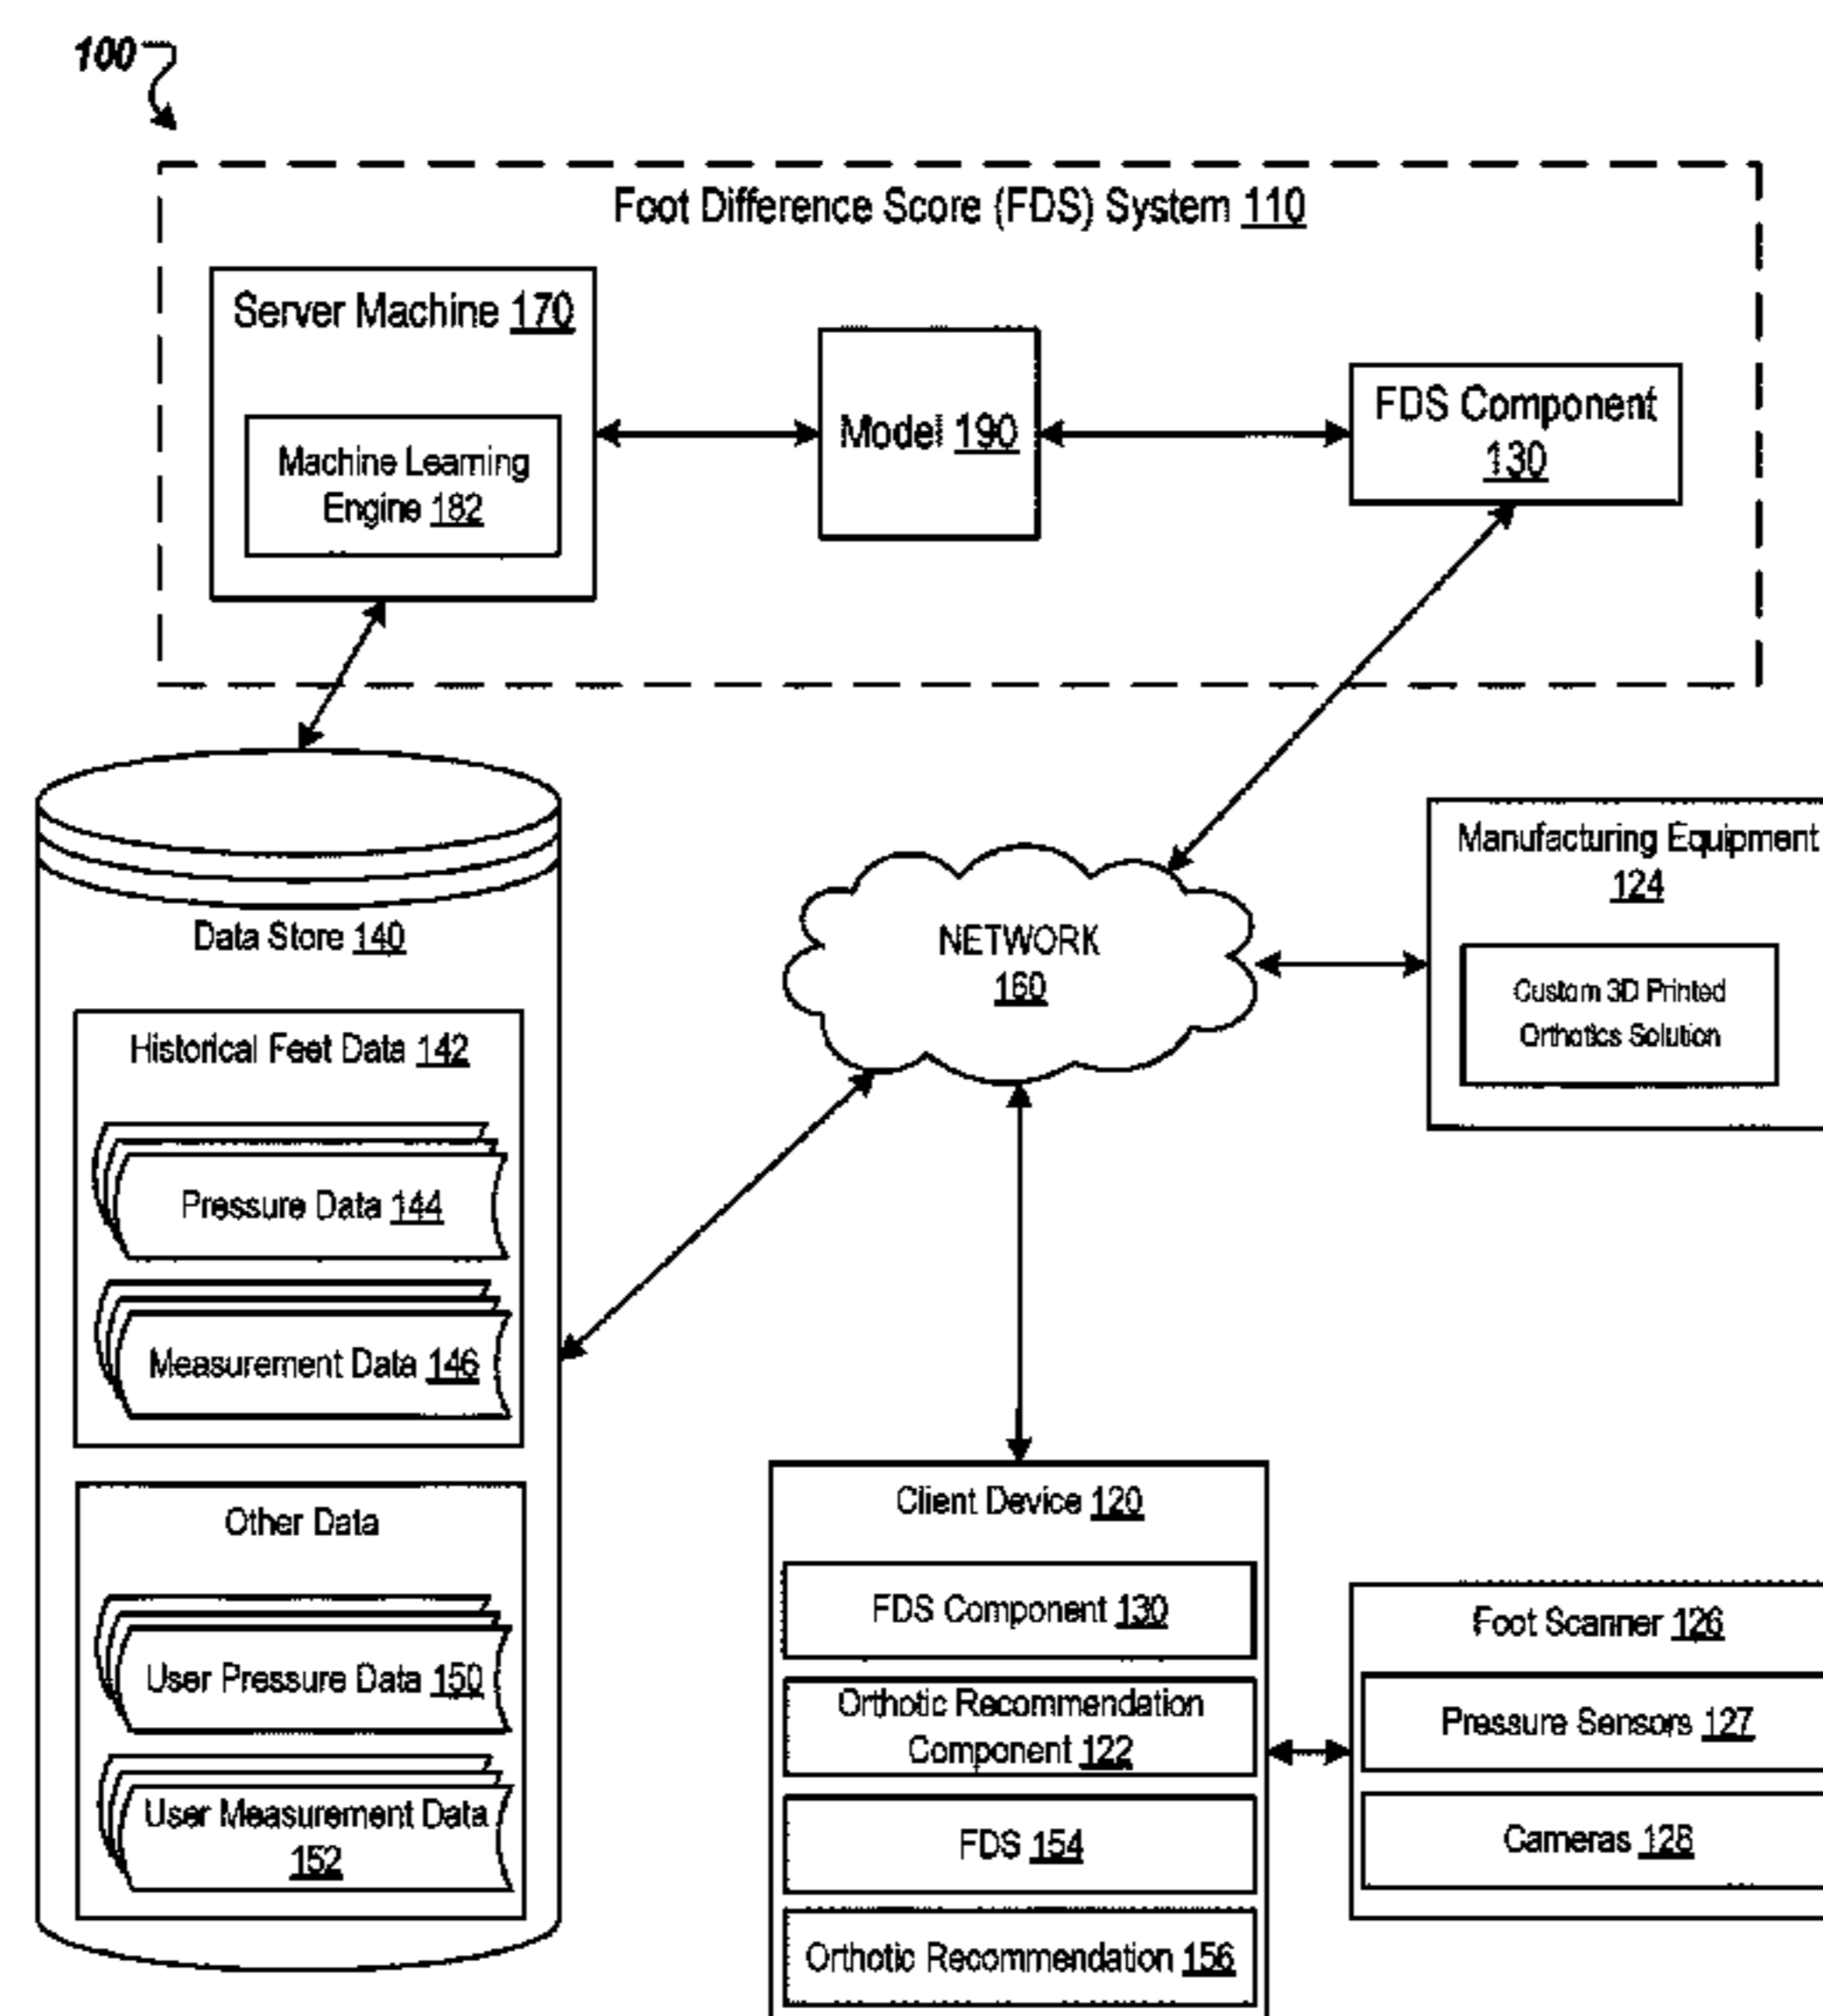 100
Foot Difference Score (FDS) System 110
Server Machine 170
Machine Learning
Engine 182
Model 190
FDS Component
130
Data Store 140
Historical Feet Data 142
Pressure Data 144
Measurement Data 146
Other Data
User Pressure Data 150
User Measurement Data
152
NETWORK
160
Manufacturing Equipment
124
Custom 3D Printed
Orthotics Solution
Client Device 120
FDS Component 130
Orthotic Recommendation
Component 122
FDS 154
Orthotic Recommendation 156
Foot Scanner 126
Pressure Sensors 127
Cameras 128